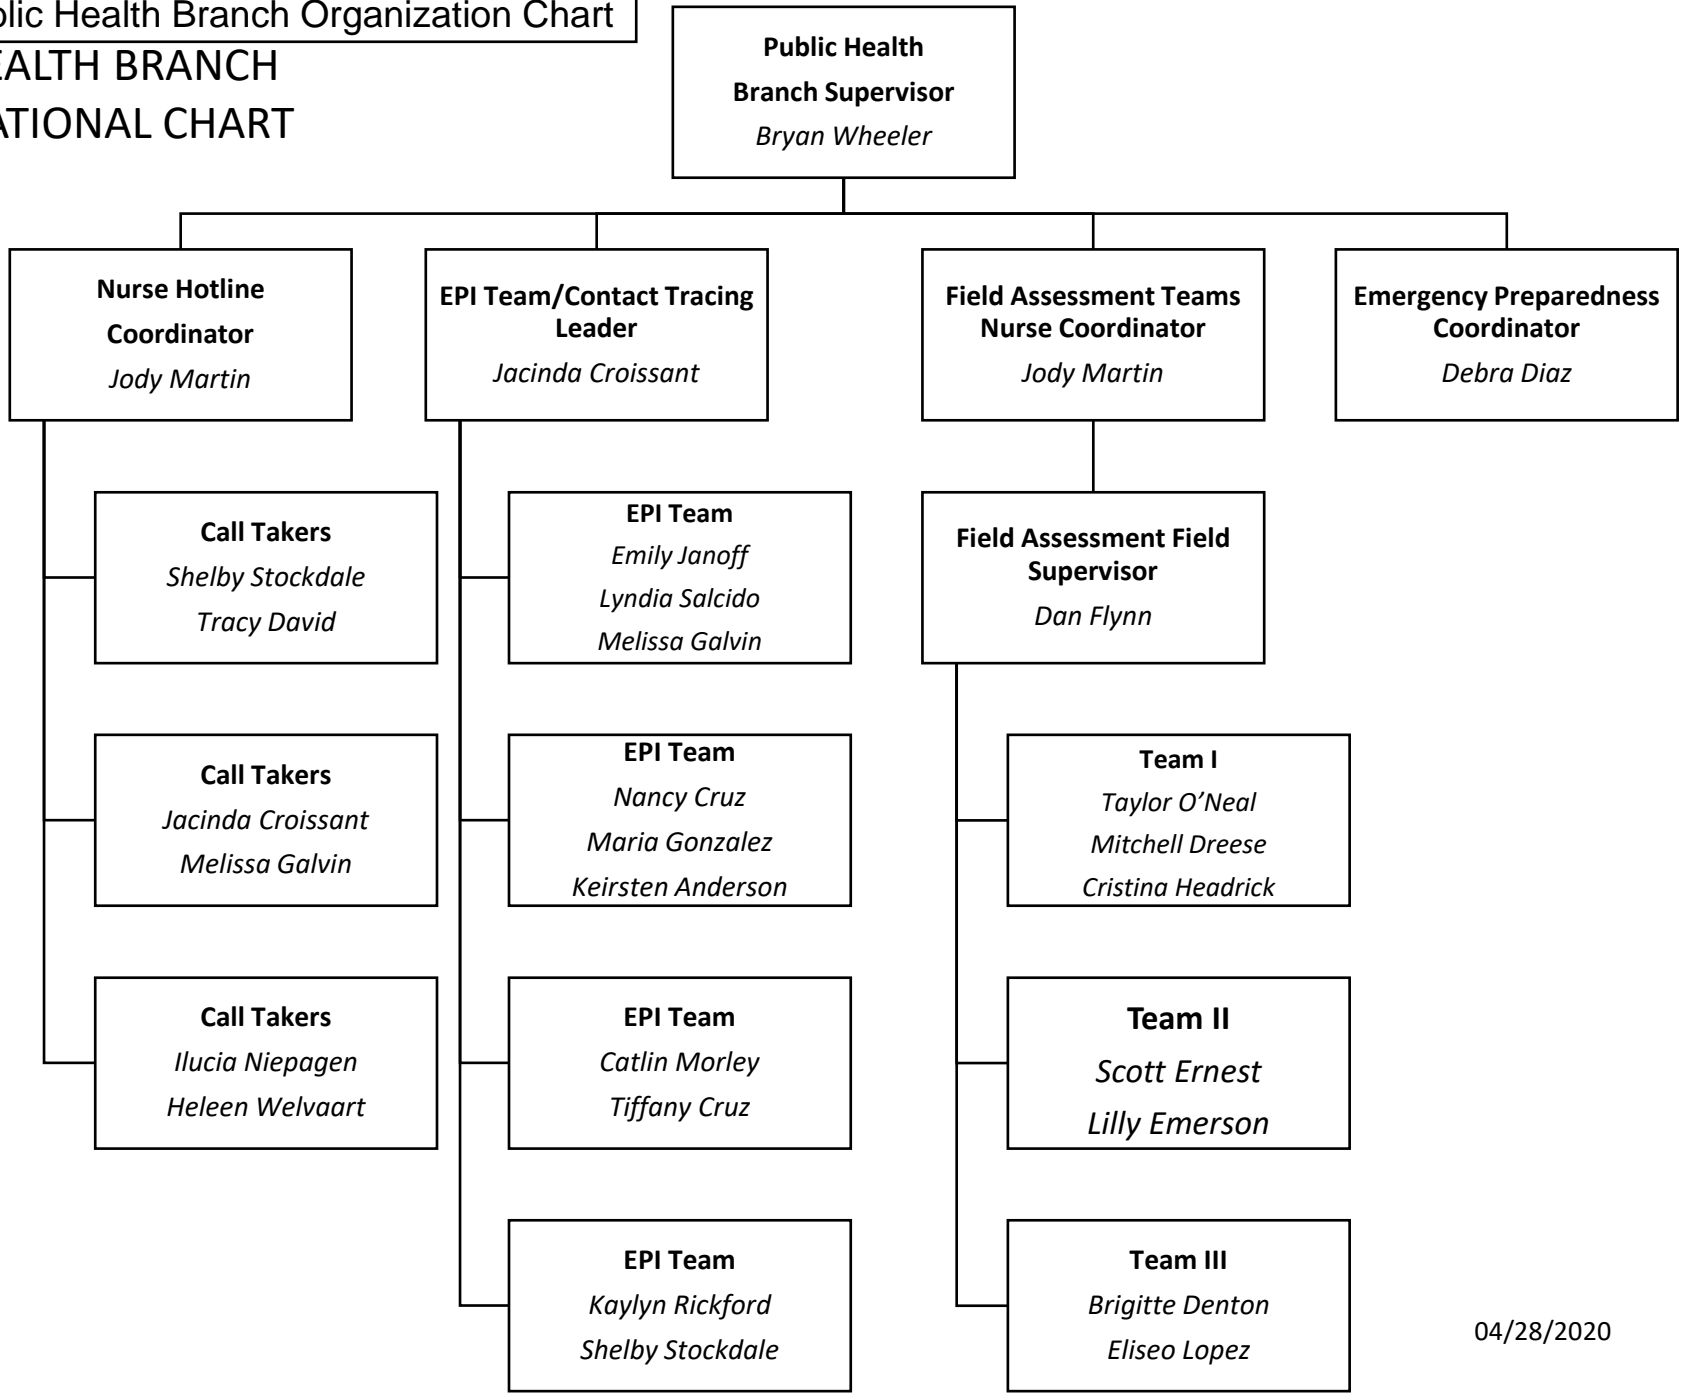 Health Branch Organization Chart
BRANCH
CHART
Public Health
Branch Supervisor
Bryan Wheeler
Nurse Hotline
Coordinator
Jody Martin
EPI Team/Contact Tracing
Leader
Jacinda Croissant
Field Assessment Teams
Nurse Coordinator
Jody Martin
Emergency Preparedness
Coordinator
Debra Diaz
Call Takers
Shelby Stockdale
Tracy David
EPI Team
Emily Janoff
Lyndia Salcido
Melissa Galvin
Field Assessment Field
Supervisor
Dan Flynn
Call Takers
Jacinda Croissant
Melissa Galvin
EPI Team
Nancy Cruz
Maria Gonzalez
Keirsten Anderson
Team I
Taylor O’Neal
Mitchell Dreese
Cristina Headrick
Call Takers
Ilucia Niepagen
Heleen Welvaart
EPI Team
Catlin Morley
Tiffany Cruz
Team II
Scott Ernest
Lilly Emerson
EPI Team
Kaylyn Rickford
Shelby Stockdale
Team III
Brigitte Denton
Eliseo Lopez
04/28/2020